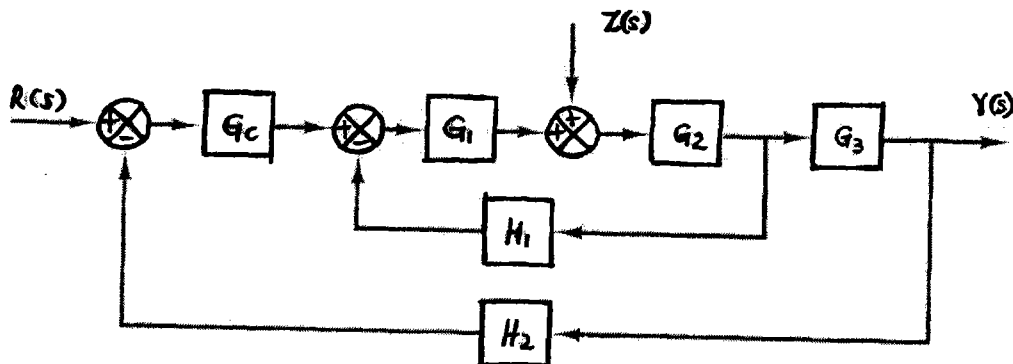 Z(s)
R(s)
Y(s)
+
-
Gc
+
-
G1
+
+
G2
G3
H1
H2